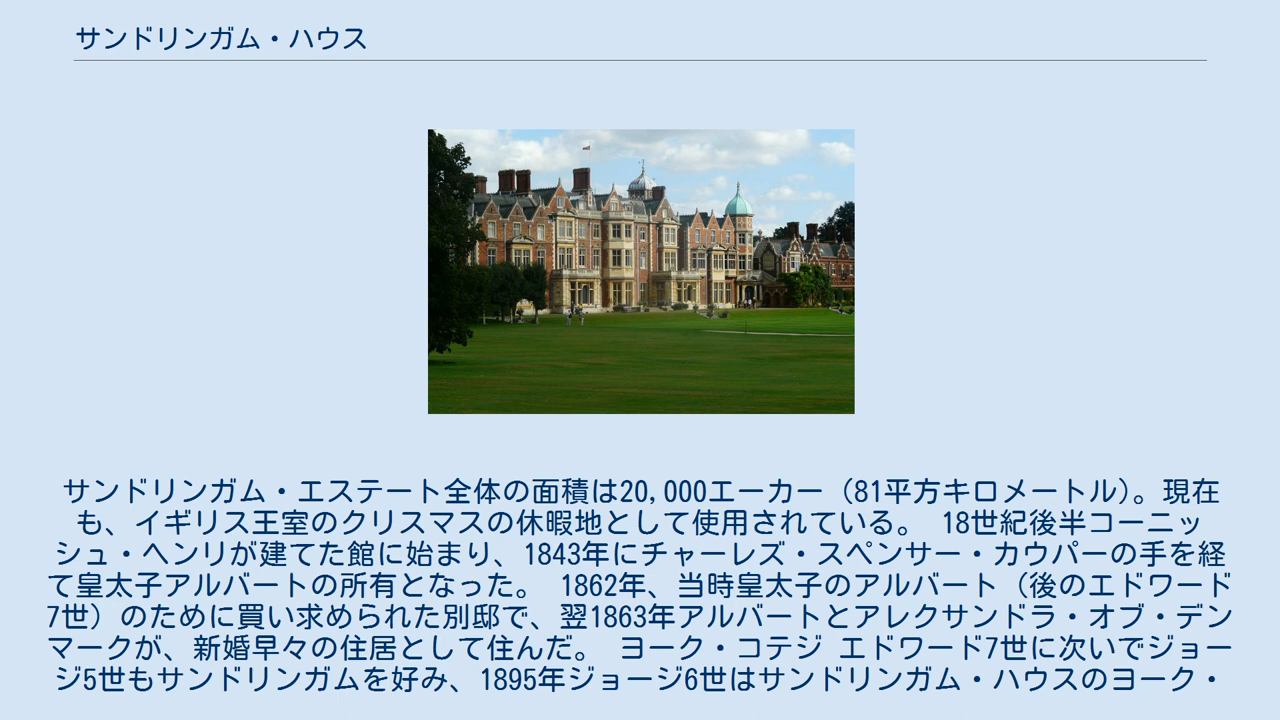 サンドリンガム・ハウス
サンドリンガム・エステート全体の面積は20,000エーカー（81平方キロメートル）。現在
も、イギリス王室のクリスマスの休暇地として使用されている。 18世紀後半コーニッ
シュ・ヘンリが建てた館に始まり、1843年にチャーレズ・スペンサー・カウパーの手を経
て皇太子アルバートの所有となった。 1862年、当時皇太子のアルバート（後のエドワード
7世）のために買い求められた別邸で、翌1863年アルバートとアレクサンドラ・オブ・デン
マークが、新婚早々の住居として住んだ。 ヨーク・コテジ エドワード7世に次いでジョー
ジ5世もサンドリンガムを好み、1895年ジョージ6世はサンドリンガム・ハウスのヨーク・